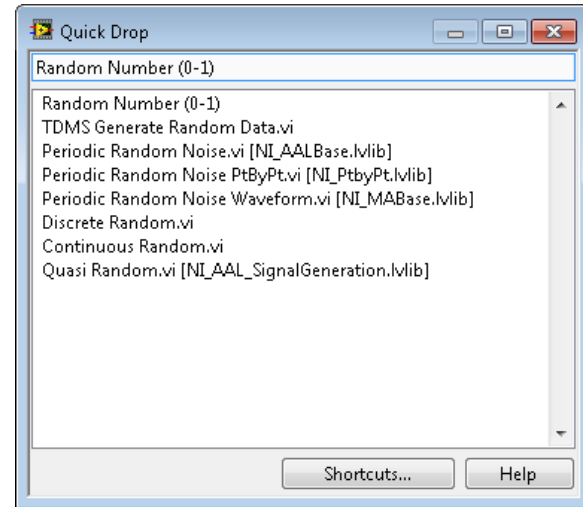 Quick Drop
Random Number (0-1)
Random Number (0-1)
TDMS Generate Random Data.vi
Periodic Random Noise.vi [NI_AALBase.lvlib]
Periodic Random Noise PtByPt.vi [NI_PtbyPt.lvlib]
Periodic Random Noise Waveform.vi [NI_MABase.lvlib]
Discrete Random.vi
Continuous Random.vi
Quasi Random.vi [NI_AAL_SignalGeneration.lvlib]
Shortcuts... Help